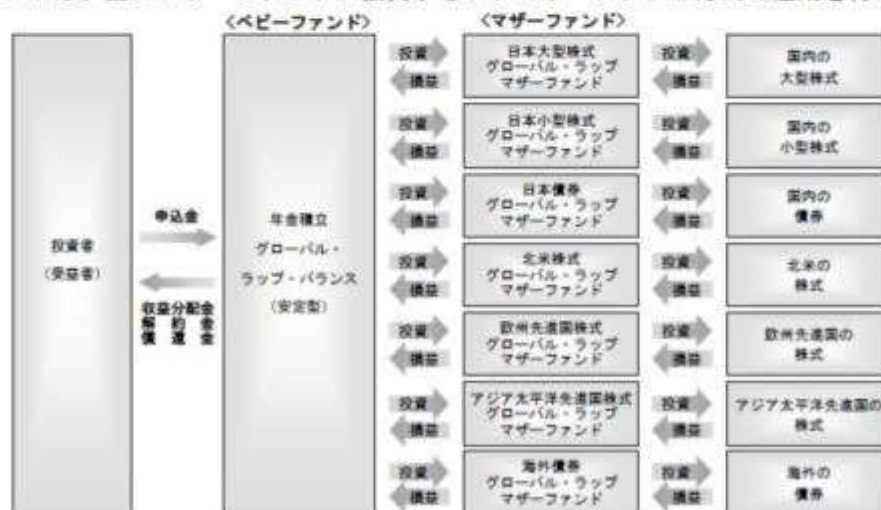 〈ベビーファンド〉
〈マザーファンド〉
投資者
(受益者)
申込金
収益分配金
解約金
償還金
年金積立
グローバル・
ラップ・バランス
(安定型)
投資
損益
日本大型株式
グローバル・ラップ
マザーファンド
投資
損益
国内の
大型株式
投資
損益
日本小型株式
グローバル・ラップ
マザーファンド
投資
損益
国内の
小型株式
投資
損益
日本債券
グローバル・ラップ
マザーファンド
投資
損益
国内の
債券
投資
損益
北米株式
グローバル・ラップ
マザーファンド
投資
損益
北米の
株式
投資
損益
欧州先進国株式
グローバル・ラップ
マザーファンド
投資
損益
欧州先進国の
株式
投資
損益
アジア太平洋先進国株式
グローバル・ラップ
マザーファンド
投資
損益
アジア太平洋先進国の
株式
投資
損益
海外債券
グローバル・ラップ
マザーファンド
投資
損益
海外の
債券